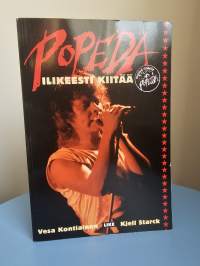 POPEDA
ILIKEESTI KIITÄÄ
Vesa Kontiainen LIKE Kjell Starck